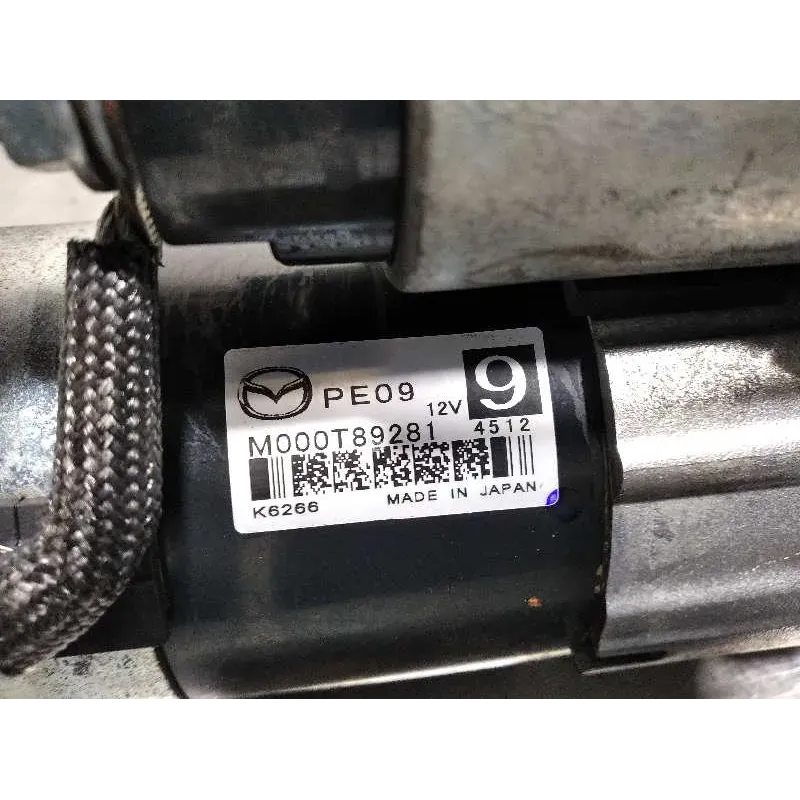 PE09 12V 9
M000T89281 4512
K6266 MADE IN JAPAN